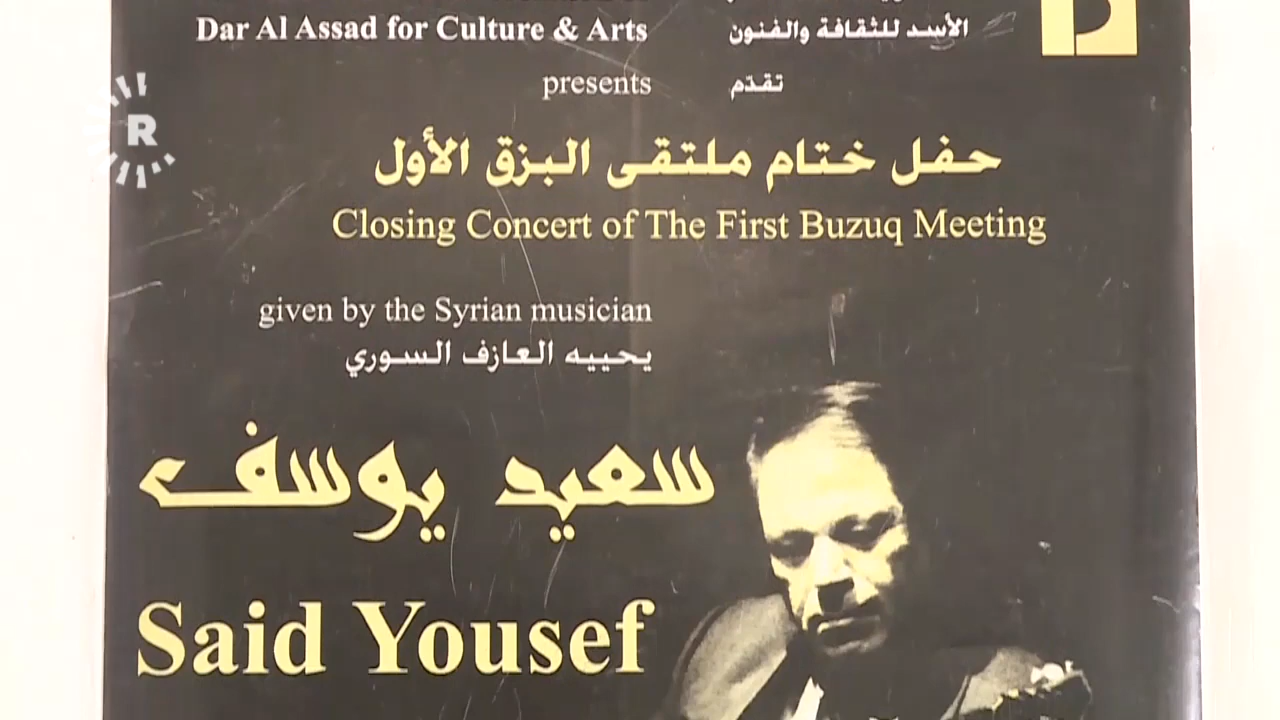 Dar Al Assad for Culture & Arts
الأسد للثقافة والفنون
presents
تقدّم
حفل ختام ملتقى البزق الأول
Closing Concert of The First Buzuq Meeting
given by the Syrian musician
يحييه العازف السوري
سعيد يوسف
Said Yousef
R